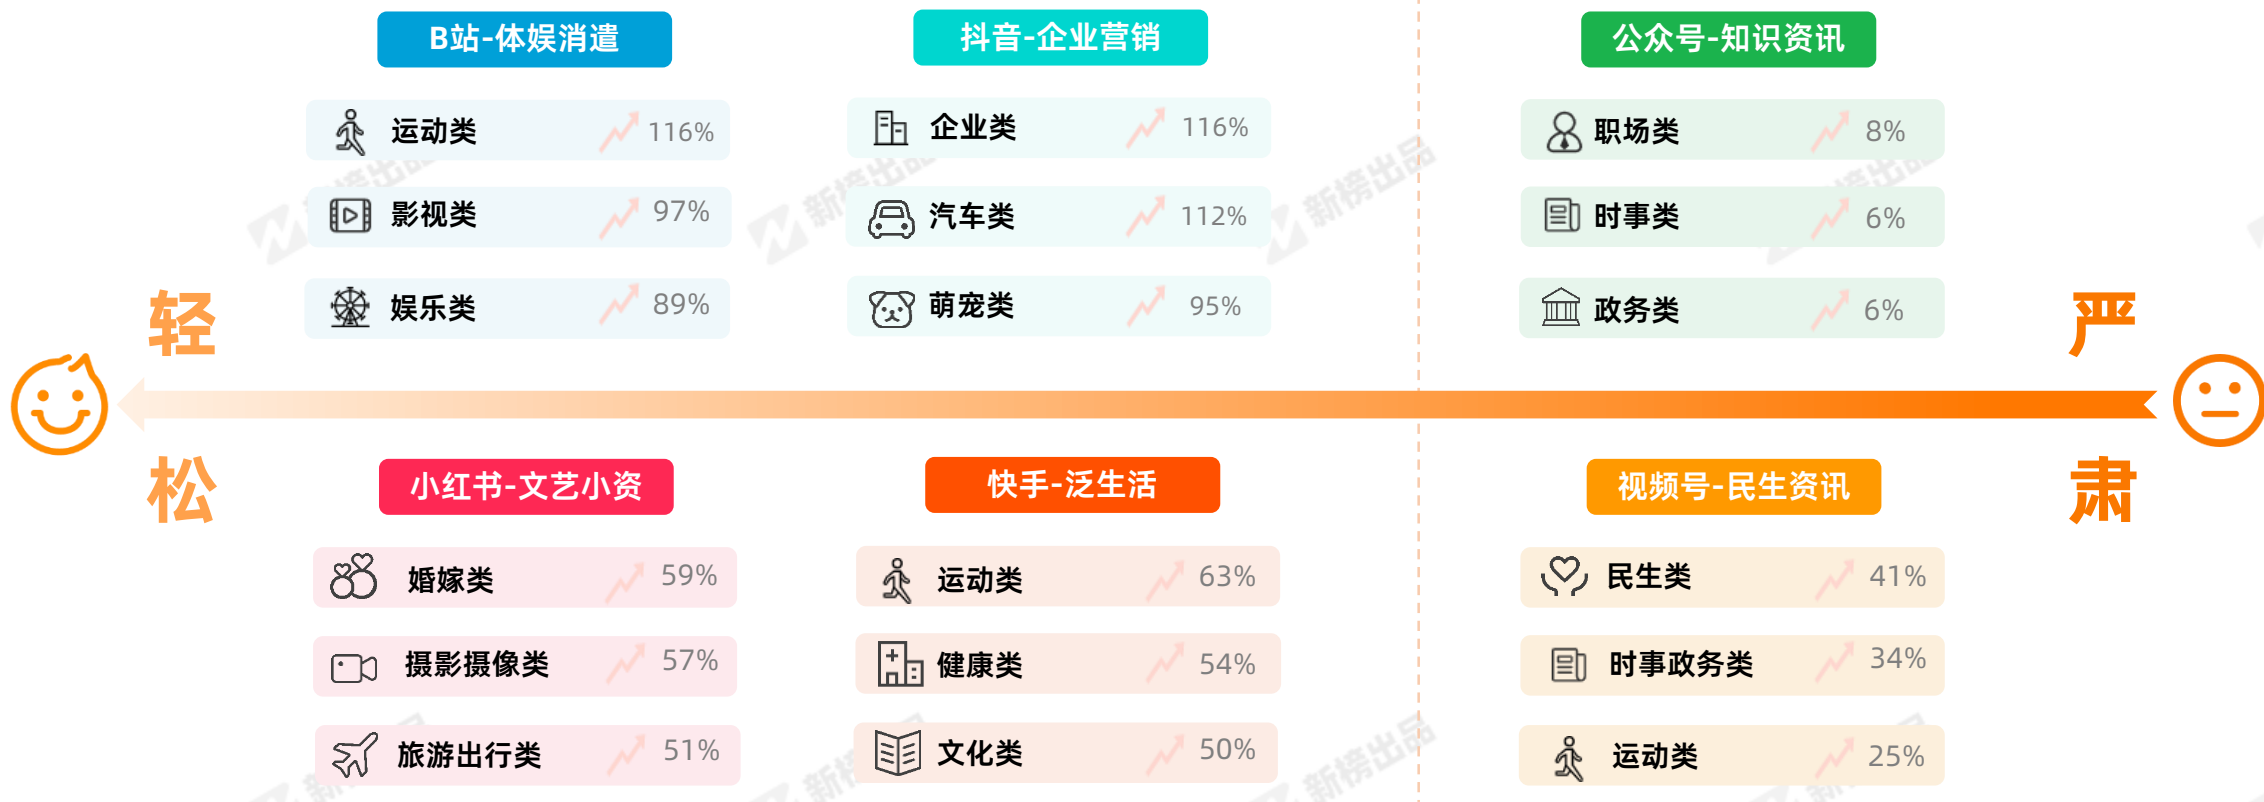 B站-体娱消遣
运动类 116%
影视类 97%
娱乐类 89%
抖音-企业营销
企业类 116%
汽车类 112%
萌宠类 95%
公众号-知识资讯
职场类 8%
时事类 6%
政务类 6%
轻松
严肃
小红书-文艺小资
婚嫁类 59%
摄影摄像类 57%
旅游出行类 51%
快手-泛生活
运动类 63%
健康类 54%
文化类 50%
视频号-民生资讯
民生类 41%
时事政务类 34%
运动类 25%
新榜出品